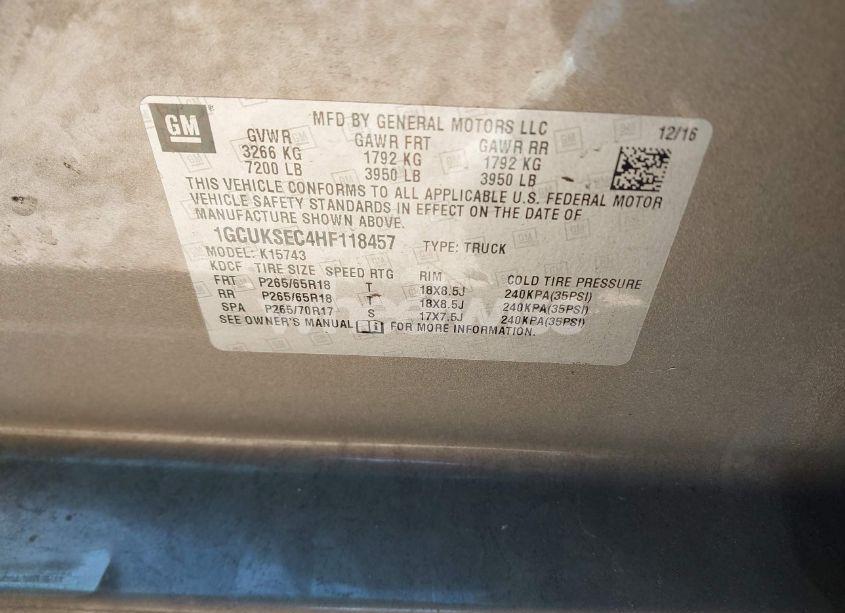 GM
MFD BY GENERAL MOTORS LLC
12/16
GVWR GAWR FRT GAWR RR
3266 KG 1792 KG 1792 KG
7200 LB 3950 LB 3950 LB
THIS VEHICLE CONFORMS TO ALL APPLICABLE U.S. FEDERAL MOTOR
VEHICLE SAFETY STANDARDS IN EFFECT ON THE DATE OF
MANUFACTURE SHOWN ABOVE.
1GCUKSEC4HF118457 TYPE: TRUCK
MODEL: K15743
KDCF TIRE SIZE SPEED RTG RIM COLD TIRE PRESSURE
FRT P265/65R18 T 18X8.5J 240KPA(35PSI)
RR P265/65R18 T 18X8.5J 240KPA(35PSI)
SPA P265/70R17 S 17X7.5J 240KPA(35PSI)
SEE OWNER'S MANUAL FOR MORE INFORMATION.